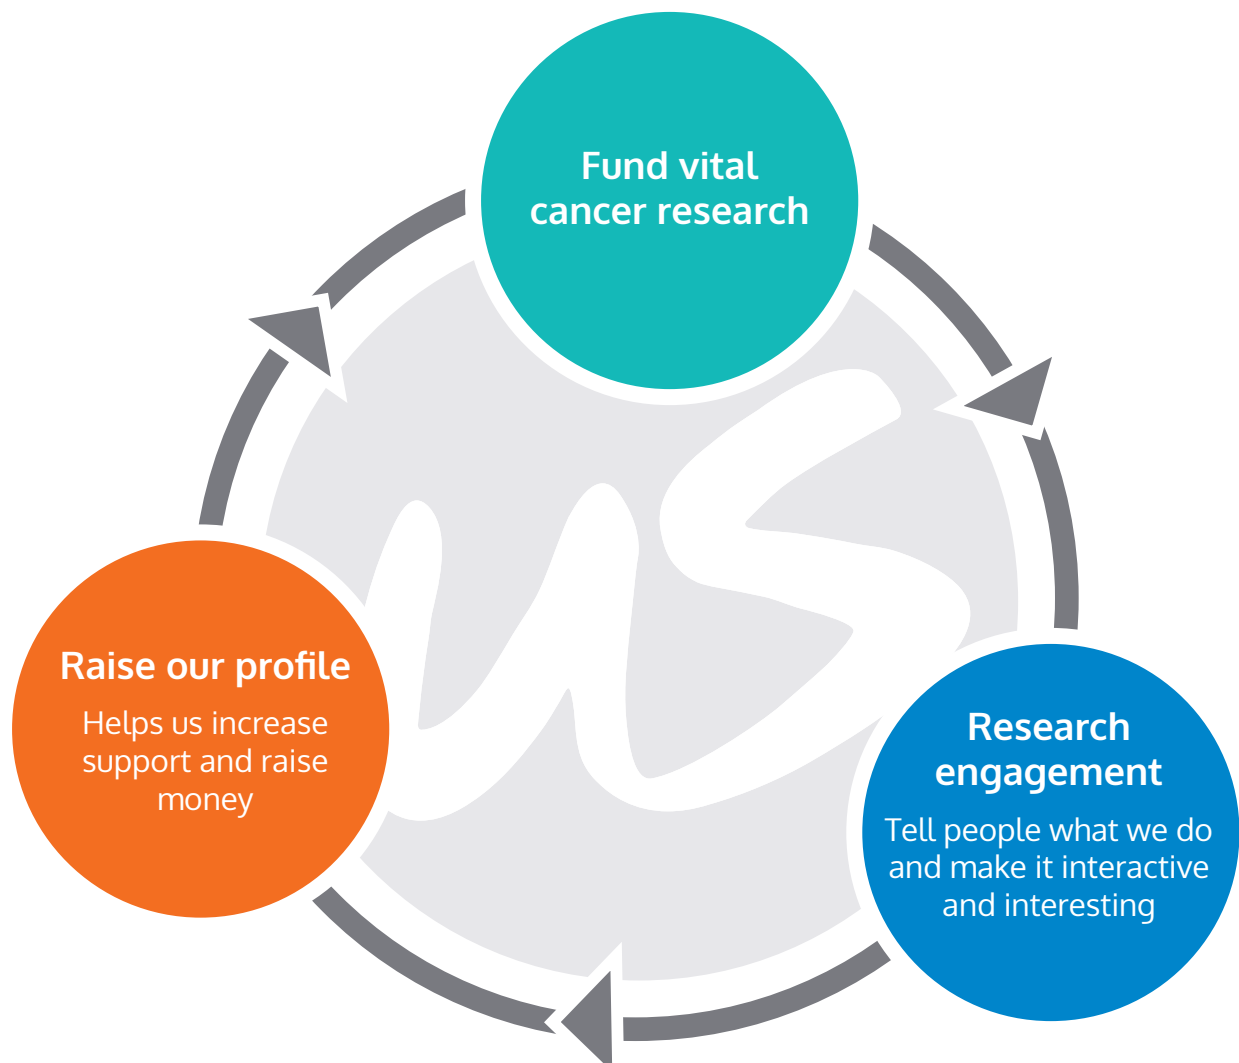 Fund vital
cancer research
us
Raise our profile
Helps us increase
support and raise
money
Research
engagement
Tell people what we do
and make it interactive
and interesting